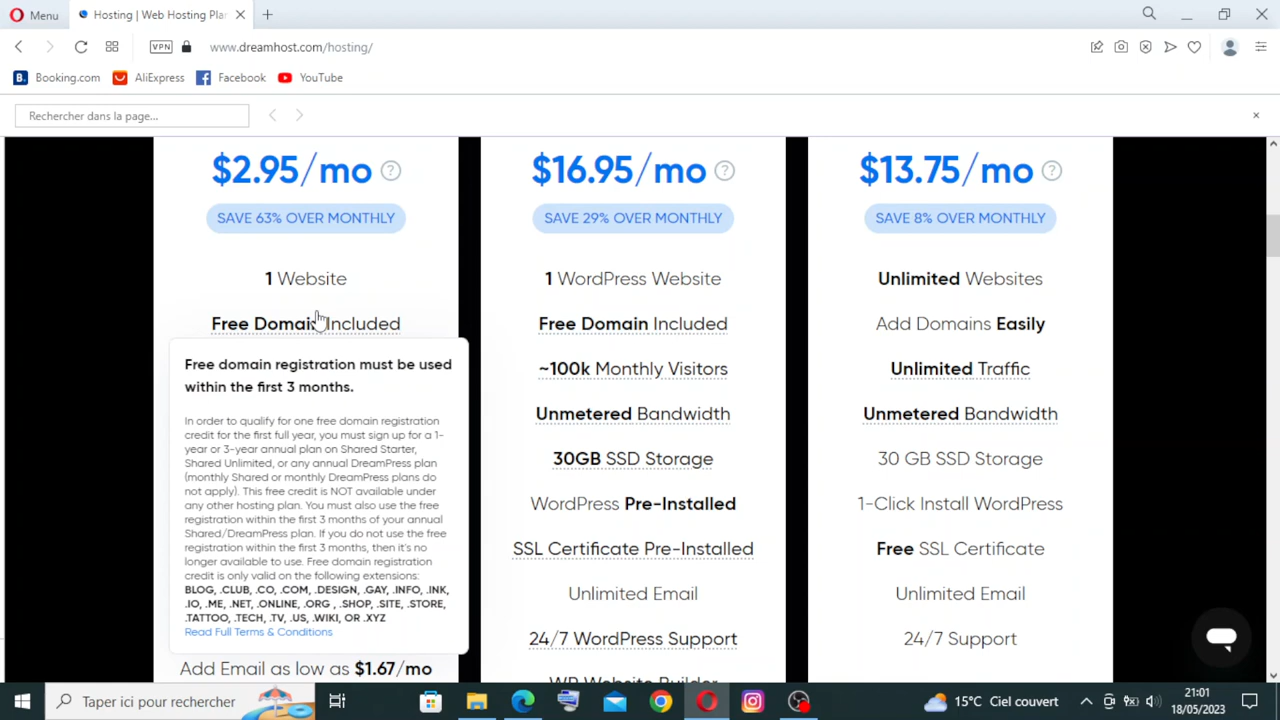 Menu
Hosting | Web Hosting Pla
VPN
www.dreamhost.com/hosting/
B. Booking.com
AliExpress
Facebook
YouTube
Rechercher dans la page...
$2.95/mo ?
SAVE 63% OVER MONTHLY
1 Website
Free Domain Included
Free domain registration must be used
within the first 3 months.
In order to qualify for one free domain registration
credit for the first full year, you must sign up for a 1-
year or 3-year annual plan on Shared Starter,
Shared Unlimited, or any annual DreamPress plan
(monthly Shared or monthly DreamPress plans do
not apply). This free credit is NOT available under
any other hosting plan. You must also use the free
registration within the first 3 months of your annual
Shared/DreamPress plan. If you do not use the free
registration within the first 3 months, then it's no
longer available to use. Free domain registration
credit is only valid on the following extensions:
BLOG, .CLUB, .CO, .COM, .DESIGN, .GAY, .INFO, .INK,
.IO, .ME, .NET, .ONLINE, .ORG , .SHOP, .SITE, .STORE,
.TATTOO, .TECH, .TV, .US, .WIKI, OR .XYZ
Read Full Terms & Conditions
Add Email as low as $1.67/mo
$16.95/mo ?
SAVE 29% OVER MONTHLY
1 WordPress Website
Free Domain Included
~100k Monthly Visitors
Unmetered Bandwidth
30GB SSD Storage
WordPress Pre-Installed
SSL Certificate Pre-Installed
Unlimited Email
24/7 WordPress Support
WP Website Builder
$13.75/mo ?
SAVE 8% OVER MONTHLY
Unlimited Websites
Add Domains Easily
Unlimited Traffic
Unmetered Bandwidth
30 GB SSD Storage
1-Click Install WordPress
Free SSL Certificate
Unlimited Email
24/7 Support
Taper ici pour rechercher
15°C Ciel couvert
21:01
18/05/2023